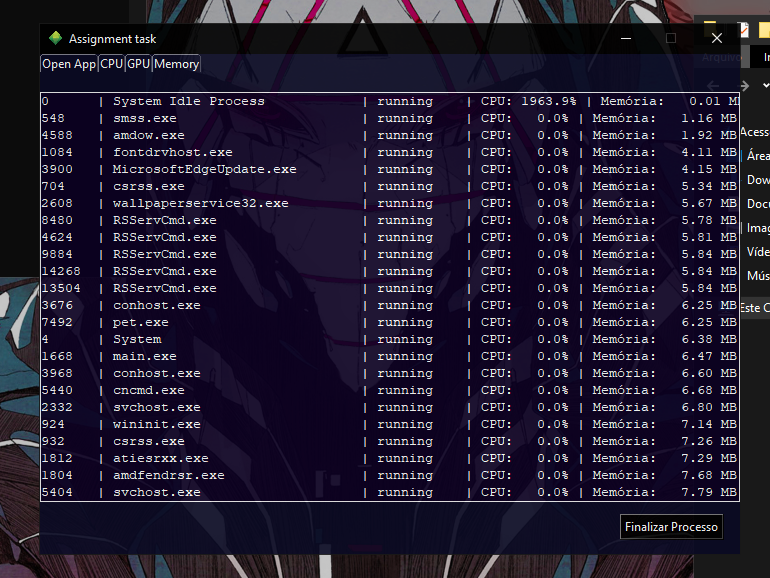 Assignment task
Open App CPU GPU Memory
0 | System Idle Process | running | CPU: 1963.9% | Memória: 0.01 M
548 | smss.exe | running | CPU: 0.0% | Memória: 1.16 MB
4588 | amdow.exe | running | CPU: 0.0% | Memória: 1.92 MB
1084 | fontdrvhost.exe | running | CPU: 0.0% | Memória: 4.11 MB
3900 | MicrosoftEdgeUpdate.exe | running | CPU: 0.0% | Memória: 4.15 MB
704 | csrss.exe | running | CPU: 0.0% | Memória: 5.34 MB
2608 | wallpaperservice32.exe | running | CPU: 0.0% | Memória: 5.67 MB
8480 | RSServCmd.exe | running | CPU: 0.0% | Memória: 5.78 MB
4624 | RSServCmd.exe | running | CPU: 0.0% | Memória: 5.81 MB
9884 | RSServCmd.exe | running | CPU: 0.0% | Memória: 5.84 MB
14268 | RSServCmd.exe | running | CPU: 0.0% | Memória: 5.84 MB
13504 | RSServCmd.exe | running | CPU: 0.0% | Memória: 5.84 MB
3676 | conhost.exe | running | CPU: 0.0% | Memória: 6.25 MB
7492 | pet.exe | running | CPU: 0.0% | Memória: 6.25 MB
4 | System | running | CPU: 0.0% | Memória: 6.38 MB
1668 | main.exe | running | CPU: 0.0% | Memória: 6.47 MB
3968 | conhost.exe | running | CPU: 0.0% | Memória: 6.60 MB
5440 | cncmd.exe | running | CPU: 0.0% | Memória: 6.68 MB
2332 | svchost.exe | running | CPU: 0.0% | Memória: 6.80 MB
924 | wininit.exe | running | CPU: 0.0% | Memória: 7.14 MB
932 | csrss.exe | running | CPU: 0.0% | Memória: 7.26 MB
1812 | atiesrxx.exe | running | CPU: 0.0% | Memória: 7.29 MB
1804 | amdfendrsr.exe | running | CPU: 0.0% | Memória: 7.68 MB
5404 | svchost.exe | running | CPU: 0.0% | Memória: 7.79 MB
Finalizar Processo
Arquivo
Acess
Área
Dow
Docu
Imag
Víde
Mús
Este C